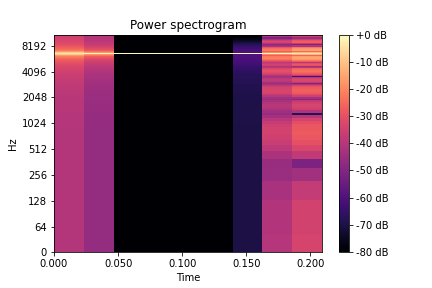 Power spectrogram
8192
4096
2048
1024
512
256
128
64
0
Hz
0.000 0.050 0.100 0.150 0.200
Time
+0 dB
-10 dB
-20 dB
-30 dB
-40 dB
-50 dB
-60 dB
-70 dB
-80 dB